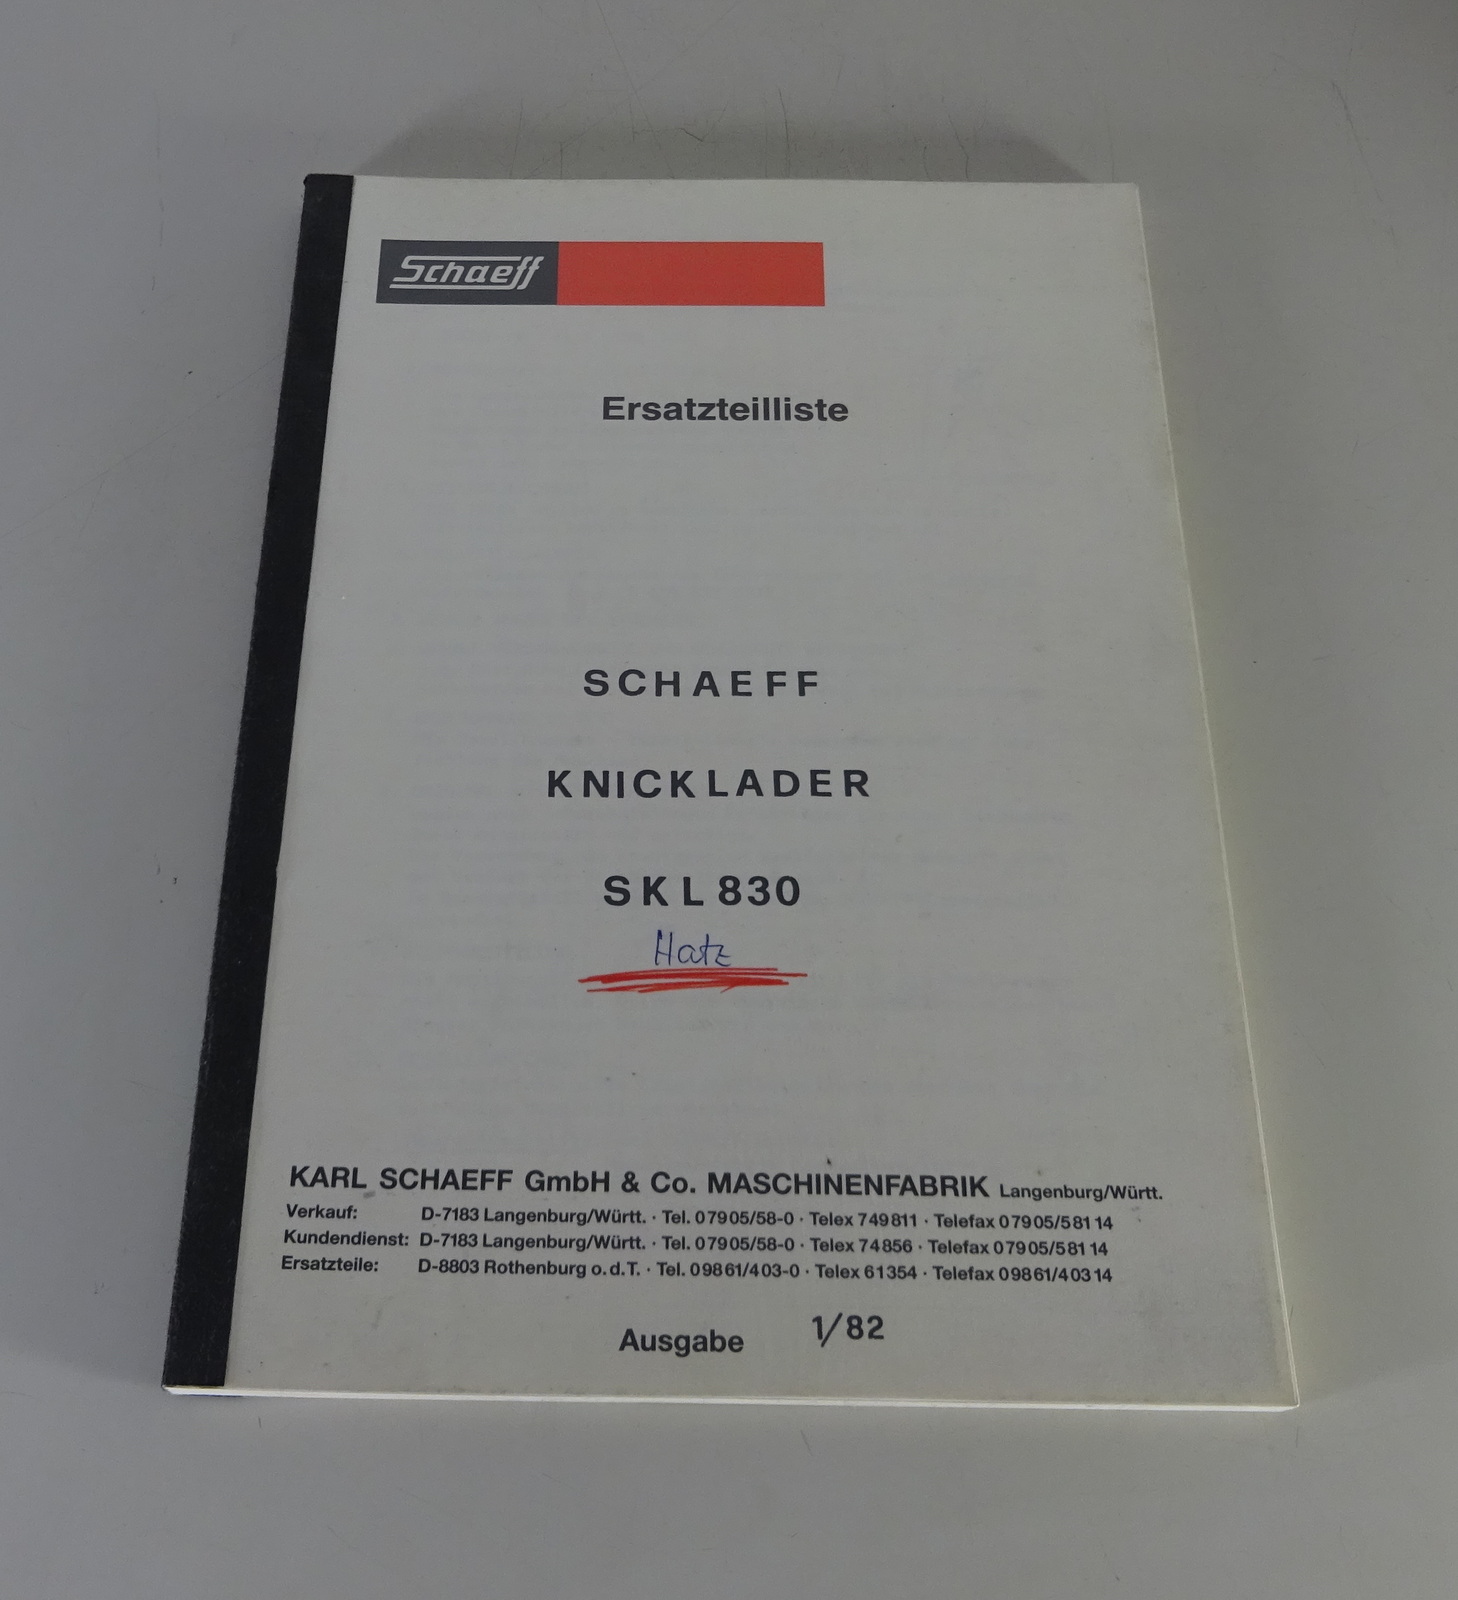 Schaeff
Ersatzteilliste
SCHAEFF
KNICKLADER
SKL 830
Hatz
KARL SCHAEFF GmbH & Co. MASCHINENFABRIK Langenburg/Württ.
Verkauf: D-7183 Langenburg/Württ. · Tel. 07905/58-0 · Telex 749811 · Telefax 07905/58114
Kundendienst: D-7183 Langenburg/Württ. · Tel. 07905/58-0 · Telex 74856 · Telefax 07905/58114
Ersatzteile: D-8803 Rothenburg o.d.T. · Tel. 09861/403-0 · Telex 61354 · Telefax 09861/40314
Ausgabe 1/82